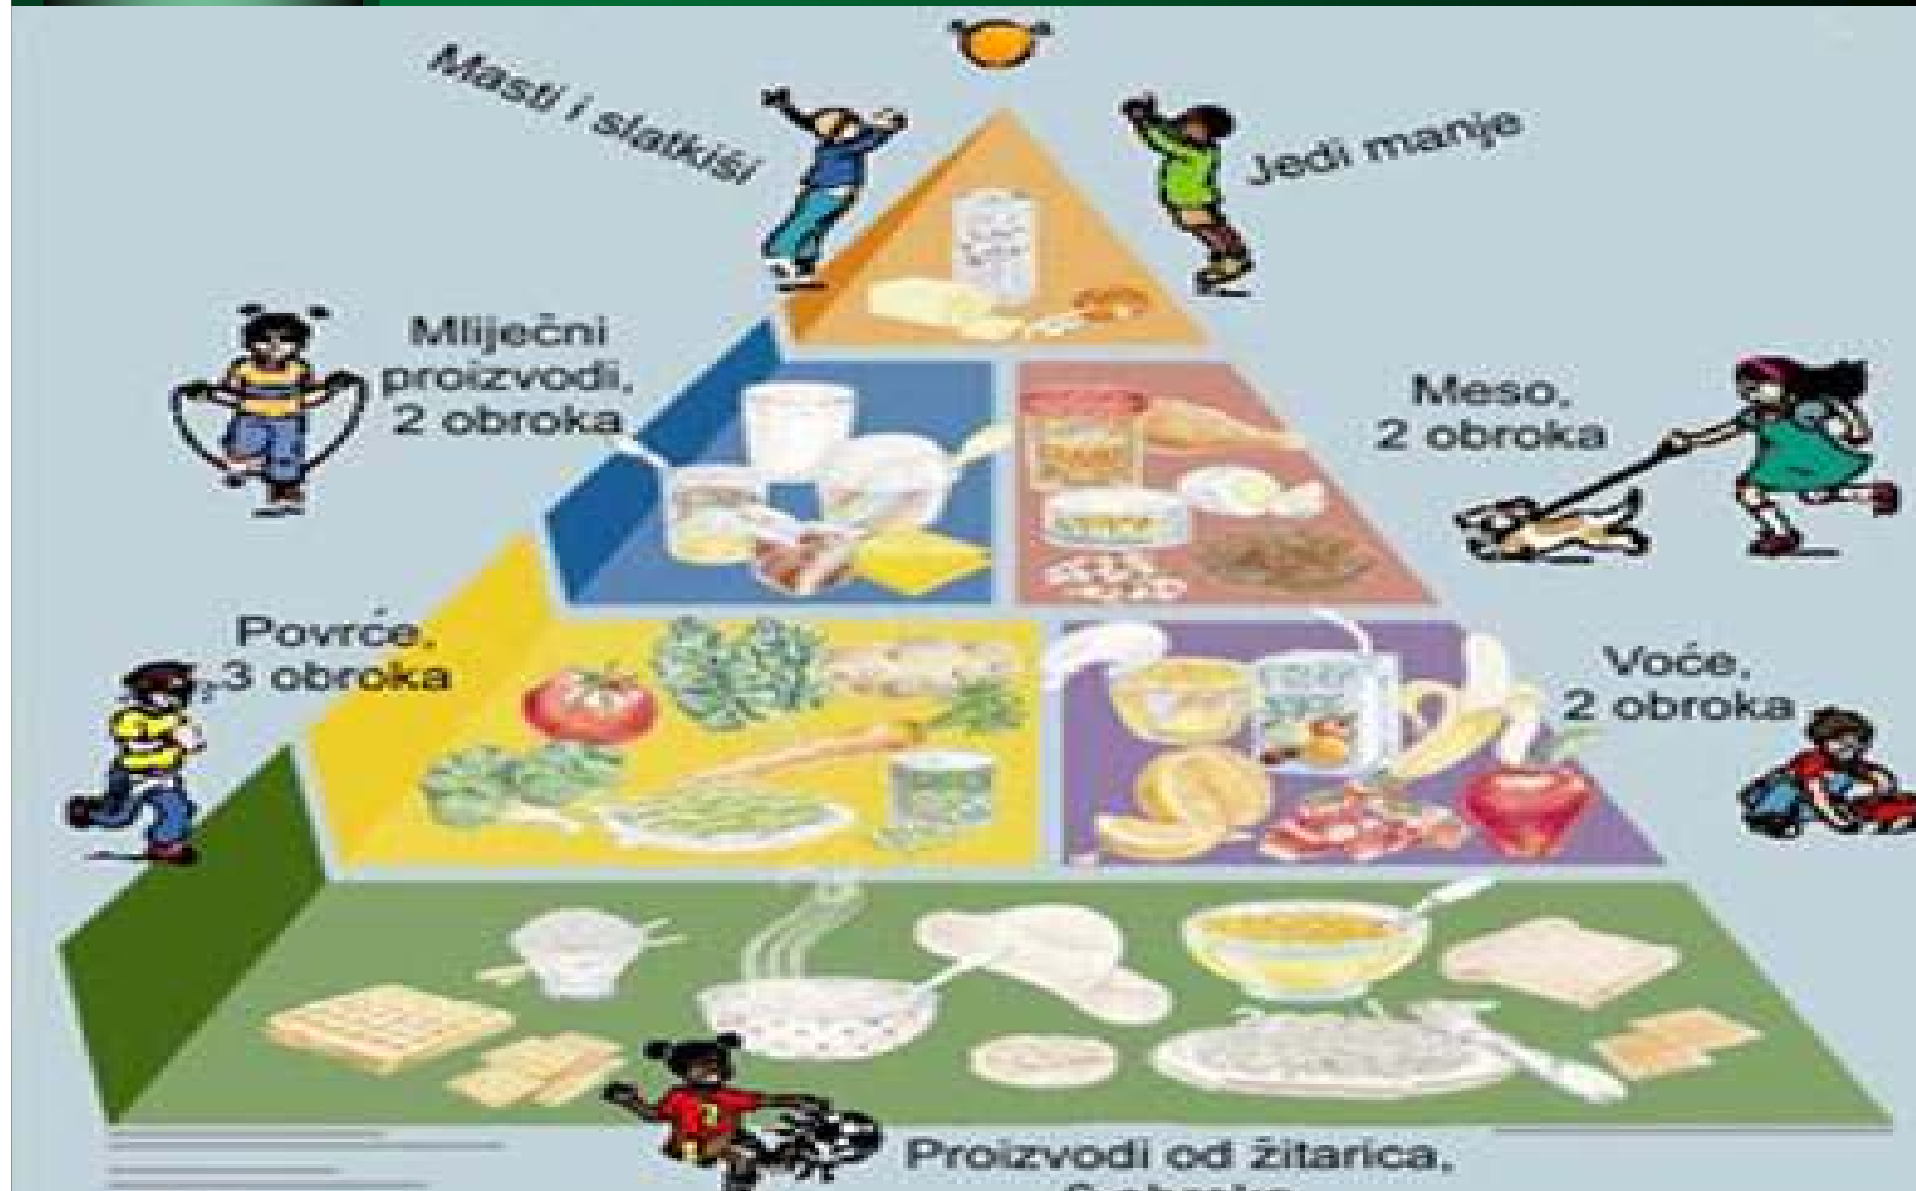 Masti i slatkiši
Jedi manje
Mliječni
proizvodi,
2 obroka
Meso,
2 obroka
Povrće,
3 obroka
Voće,
2 obroka
Proizvodi od žitarica,